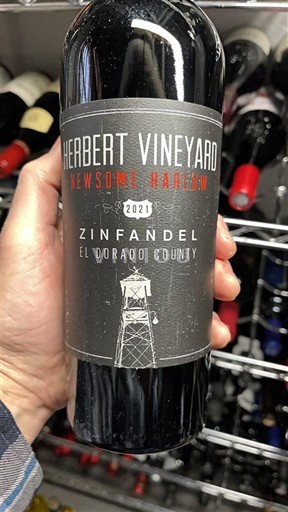 HERBERT VINEYARD
NEWSOME HARLOW
2021
ZINFANDEL
EL DORADO COUNTY